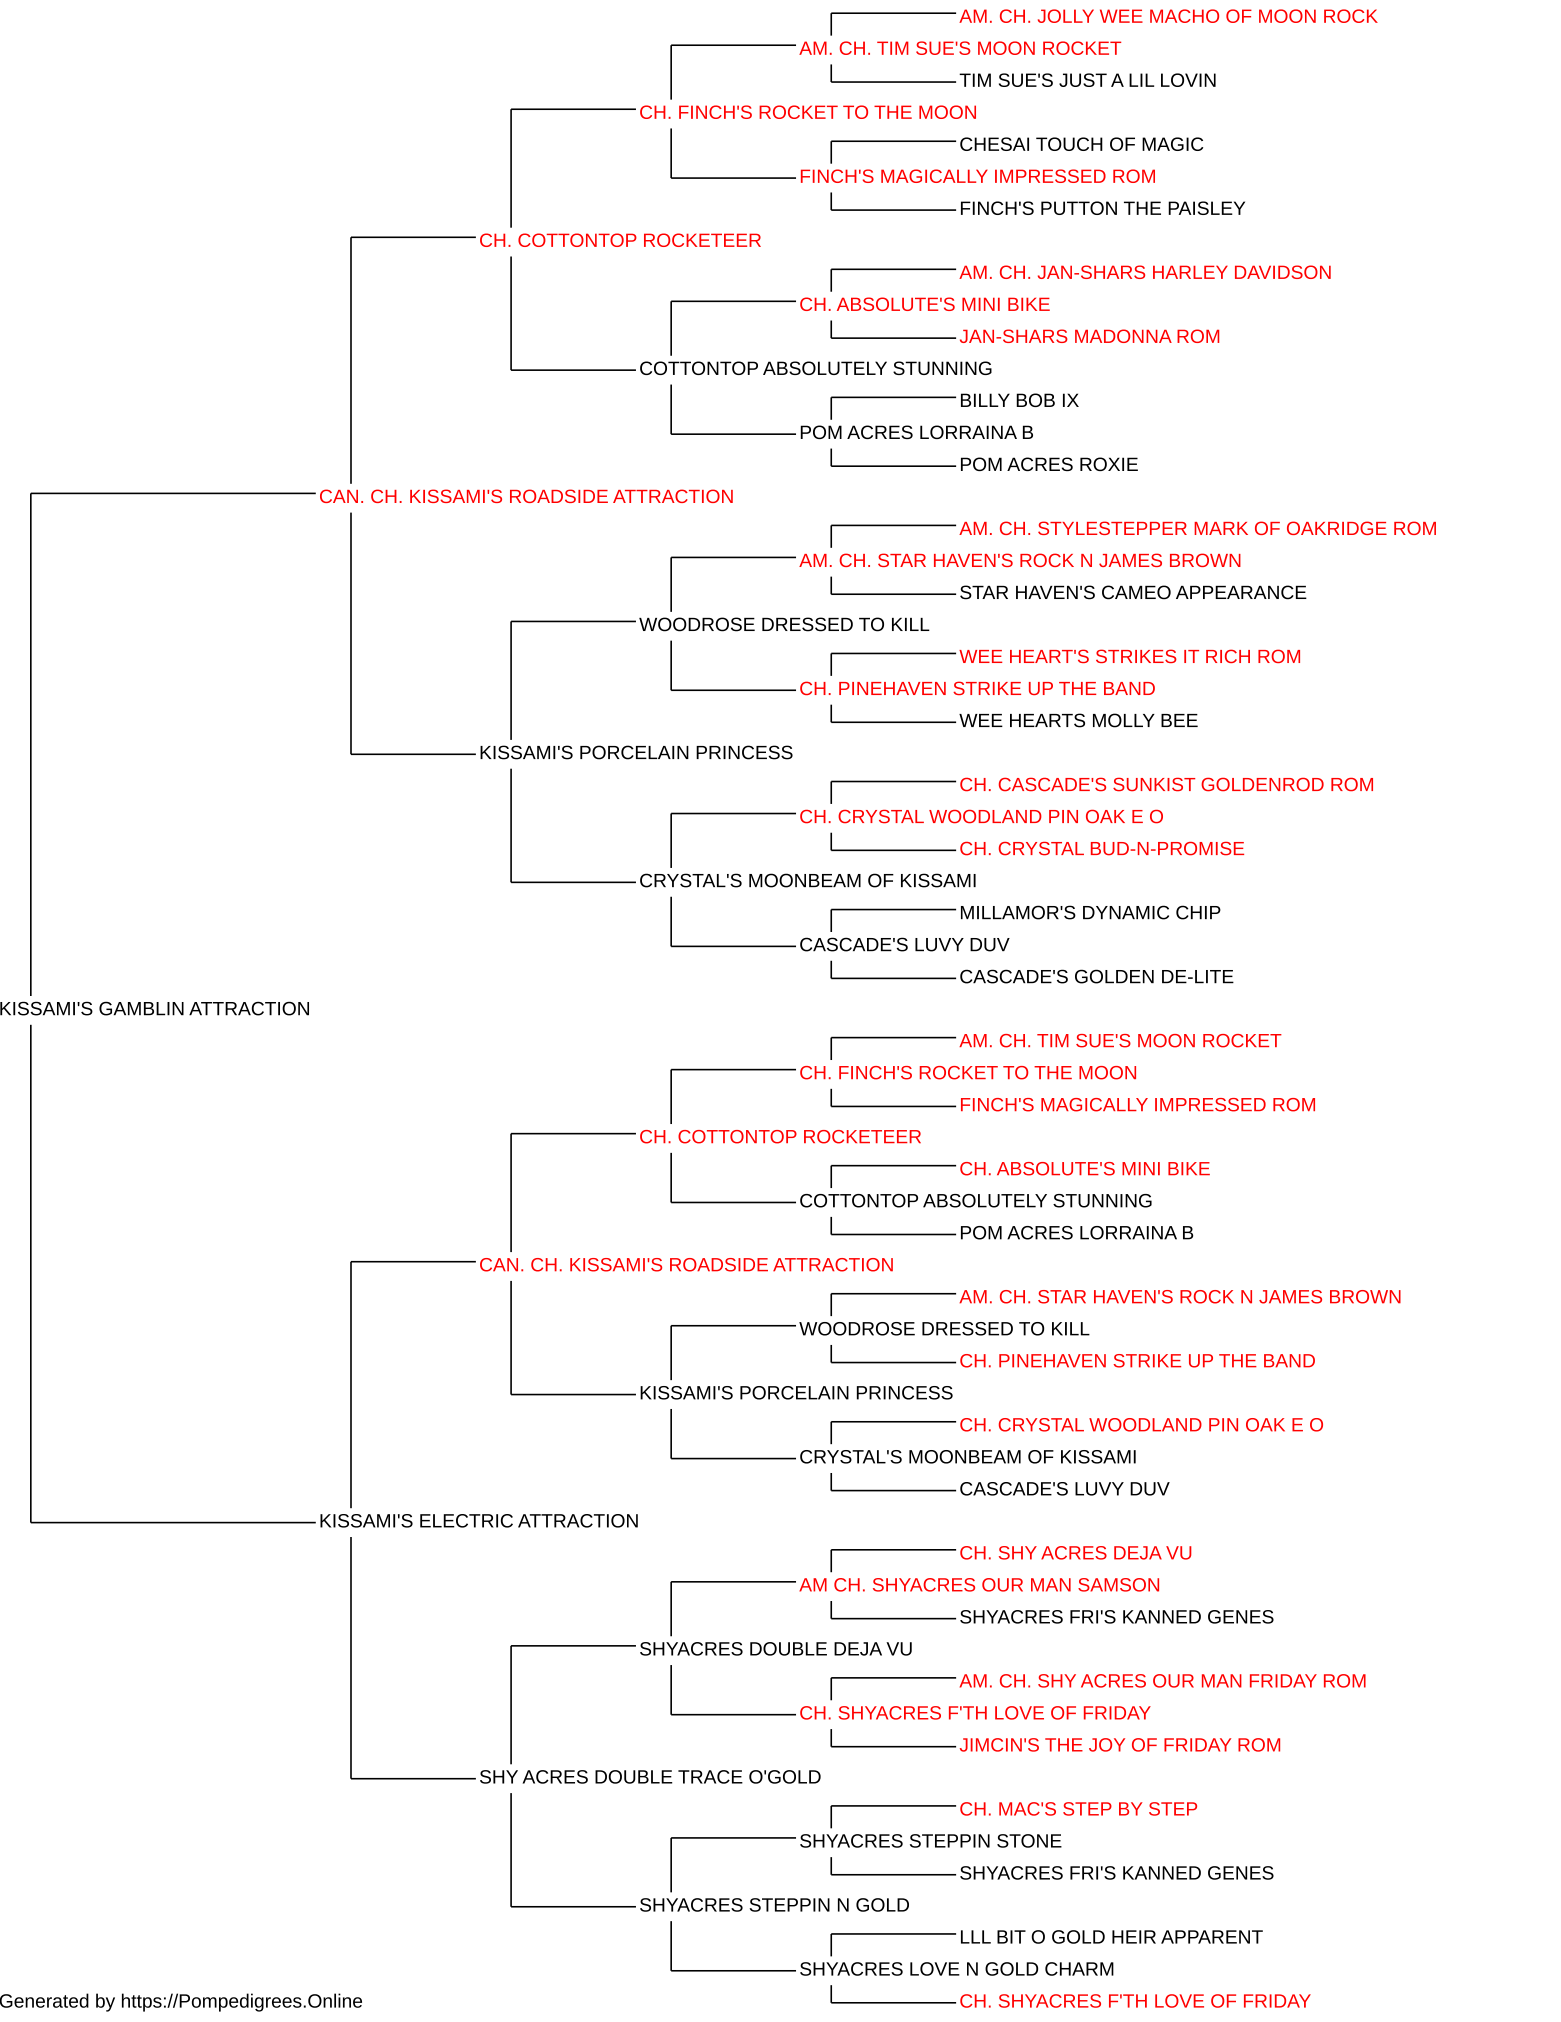 AM. CH. JOLLY WEE MACHO OF MOON ROCK
AM. CH. TIM SUE'S MOON ROCKET
TIM SUE'S JUST A LIL LOVIN
CH. FINCH'S ROCKET TO THE MOON
CHESAI TOUCH OF MAGIC
FINCH'S MAGICALLY IMPRESSED ROM
FINCH'S PUTTON THE PAISLEY
CH. COTTONTOP ROCKETEER
AM. CH. JAN-SHARS HARLEY DAVIDSON
CH. ABSOLUTE'S MINI BIKE
JAN-SHARS MADONNA ROM
COTTONTOP ABSOLUTELY STUNNING
BILLY BOB IX
POM ACRES LORRAINA B
POM ACRES ROXIE
CAN. CH. KISSAMI'S ROADSIDE ATTRACTION
AM. CH. STYLESTEPPER MARK OF OAKRIDGE ROM
AM. CH. STAR HAVEN'S ROCK N JAMES BROWN
STAR HAVEN'S CAMEO APPEARANCE
WOODROSE DRESSED TO KILL
WEE HEART'S STRIKES IT RICH ROM
CH. PINEHAVEN STRIKE UP THE BAND
WEE HEARTS MOLLY BEE
KISSAMI'S PORCELAIN PRINCESS
CH. CASCADE'S SUNKIST GOLDENROD ROM
CH. CRYSTAL WOODLAND PIN OAK E O
CH. CRYSTAL BUD-N-PROMISE
CRYSTAL'S MOONBEAM OF KISSAMI
MILLAMOR'S DYNAMIC CHIP
CASCADE'S LUVY DUV
CASCADE'S GOLDEN DE-LITE
KISSAMI'S GAMBLIN ATTRACTION
AM. CH. TIM SUE'S MOON ROCKET
CH. FINCH'S ROCKET TO THE MOON
FINCH'S MAGICALLY IMPRESSED ROM
CH. COTTONTOP ROCKETEER
CH. ABSOLUTE'S MINI BIKE
COTTONTOP ABSOLUTELY STUNNING
POM ACRES LORRAINA B
CAN. CH. KISSAMI'S ROADSIDE ATTRACTION
AM. CH. STAR HAVEN'S ROCK N JAMES BROWN
WOODROSE DRESSED TO KILL
CH. PINEHAVEN STRIKE UP THE BAND
KISSAMI'S PORCELAIN PRINCESS
CH. CRYSTAL WOODLAND PIN OAK E O
CRYSTAL'S MOONBEAM OF KISSAMI
CASCADE'S LUVY DUV
KISSAMI'S ELECTRIC ATTRACTION
CH. SHY ACRES DEJA VU
AM CH. SHYACRES OUR MAN SAMSON
SHYACRES FRI'S KANNED GENES
SHYACRES DOUBLE DEJA VU
AM. CH. SHY ACRES OUR MAN FRIDAY ROM
CH. SHYACRES F'TH LOVE OF FRIDAY
JIMCIN'S THE JOY OF FRIDAY ROM
SHY ACRES DOUBLE TRACE O'GOLD
CH. MAC'S STEP BY STEP
SHYACRES STEPPIN STONE
SHYACRES FRI'S KANNED GENES
SHYACRES STEPPIN N GOLD
LLL BIT O GOLD HEIR APPARENT
SHYACRES LOVE N GOLD CHARM
CH. SHYACRES F'TH LOVE OF FRIDAY
Generated by https://Pompedigrees.Online